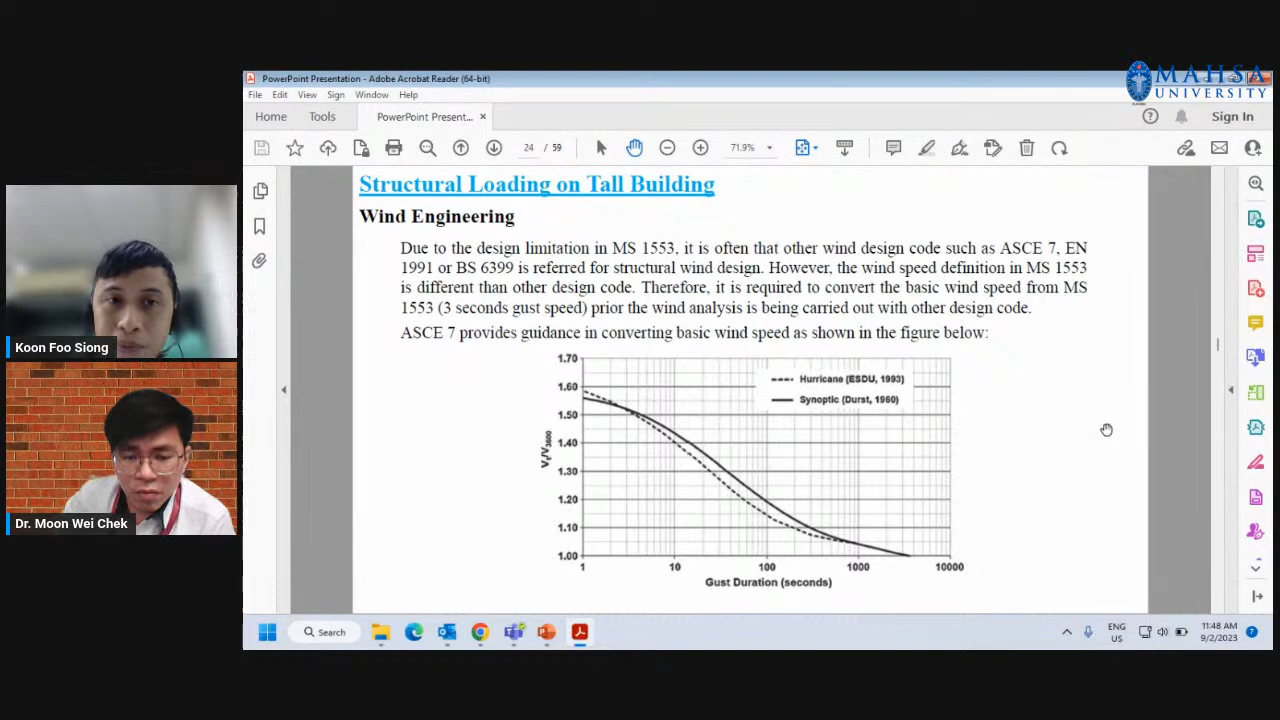 MAHSA
UNIVERSITY
PowerPoint Presentation - Adobe Acrobat Reader (64-bit)
File Edit View Sign Window Help
Home Tools PowerPoint Present... × Sign In
24 / 59 71.9%
Structural Loading on Tall Building
Wind Engineering
Due to the design limitation in MS 1553, it is often that other wind design code such as ASCE 7, EN
1991 or BS 6399 is referred for structural wind design. However, the wind speed definition in MS 1553
is different than other design code. Therefore, it is required to convert the basic wind speed from MS
1553 (3 seconds gust speed) prior the wind analysis is being carried out with other design code.
ASCE 7 provides guidance in converting basic wind speed as shown in the figure below:
1.70
1.60
1.50
1.40
1.30
1.20
1.10
1.00
Vt/V3600
Hurricane (ESDU, 1993)
Synoptic (Durst, 1960)
1 10 100 1000 10000
Gust Duration (seconds)
Koon Foo Siong
Dr. Moon Wei Chek
Search
ENG
US
11:48 AM
9/2/2023
7